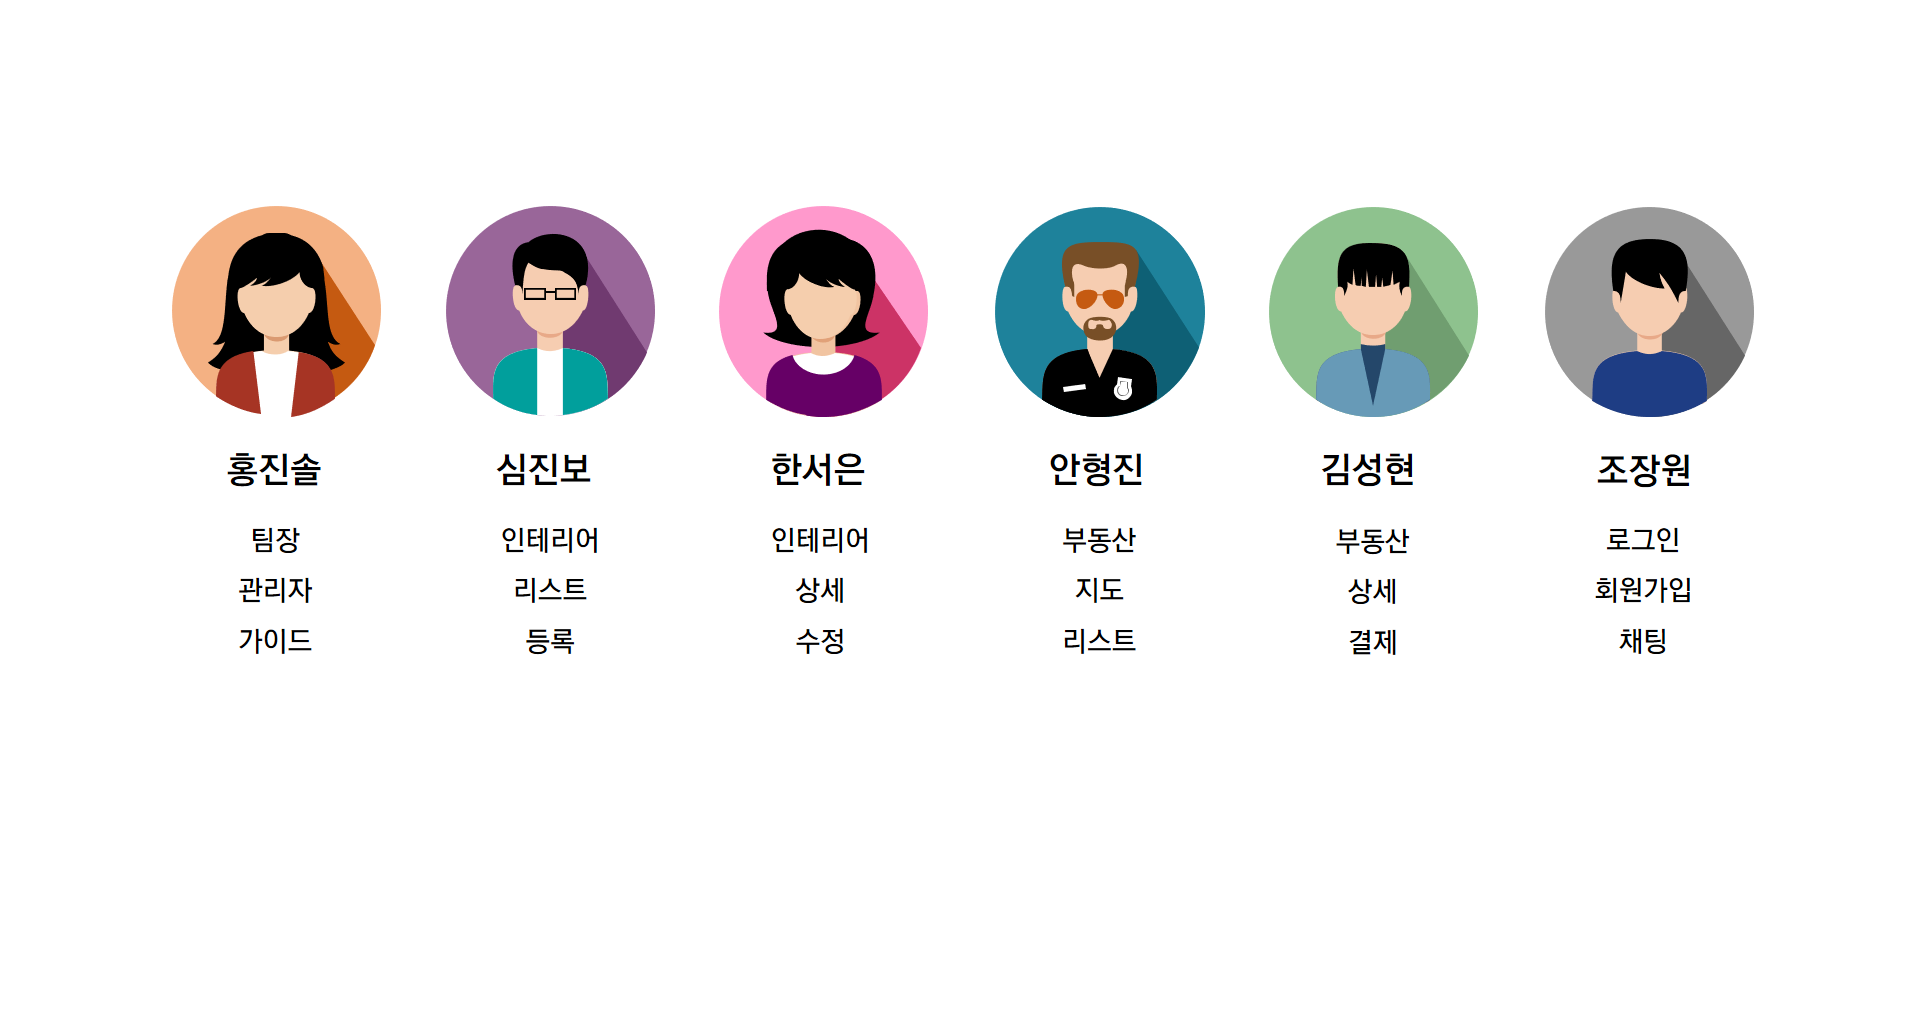 홍진솔
팀장
관리자
가이드
심진보
인테리어
리스트
등록
한서은
인테리어
상세
수정
안형진
부동산
지도
리스트
김성현
부동산
상세
결제
조장원
로그인
회원가입
채팅